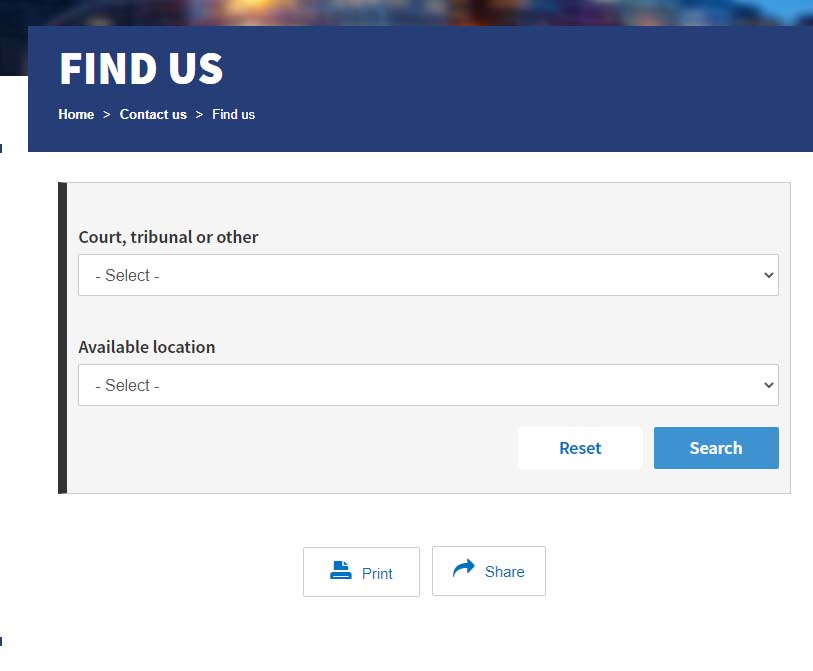 FIND US
Home > Contact us > Find us
Court, tribunal or other
- Select -
Available location
- Select -
Reset Search
Print Share